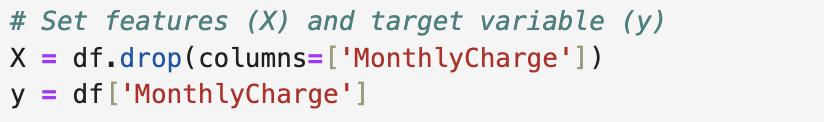 # Set features (X) and target variable (y)
X = df.drop(columns=['MonthlyCharge'])
y = df['MonthlyCharge']